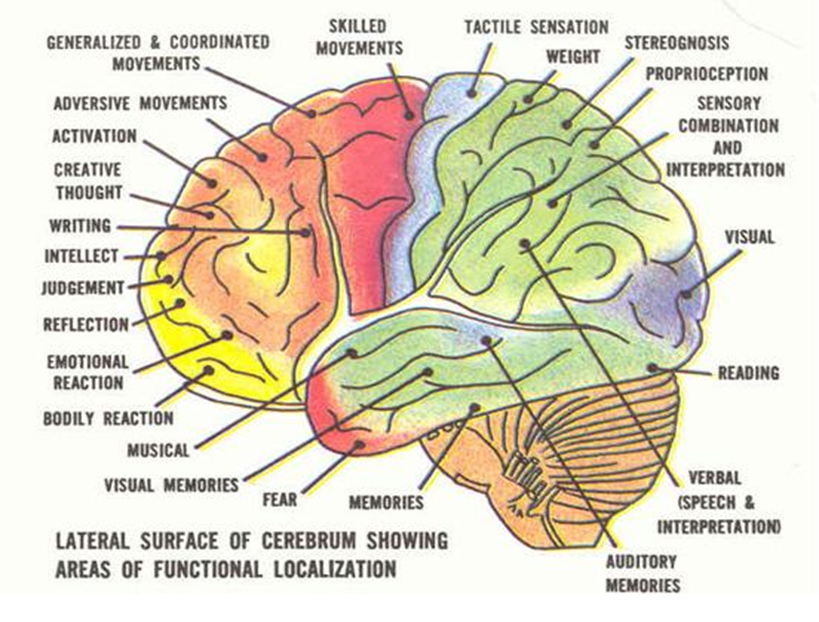 GENERALIZED & COORDINATED
MOVEMENTS
SKILLED
MOVEMENTS
TACTILE SENSATION
WEIGHT
STEREOGNOSIS
PROPRIOCEPTION
SENSORY
COMBINATION
AND
INTERPRETATION
ADVERSIVE MOVEMENTS
ACTIVATION
CREATIVE
THOUGHT
WRITING
INTELLECT
JUDGEMENT
REFLECTION
EMOTIONAL
REACTION
BODILY REACTION
MUSICAL
VISUAL MEMORIES
FEAR
MEMORIES
VISUAL
READING
VERBAL
(SPEECH &
INTERPRETATION)
AUDITORY
MEMORIES
LATERAL SURFACE OF CEREBRUM SHOWING
AREAS OF FUNCTIONAL LOCALIZATION